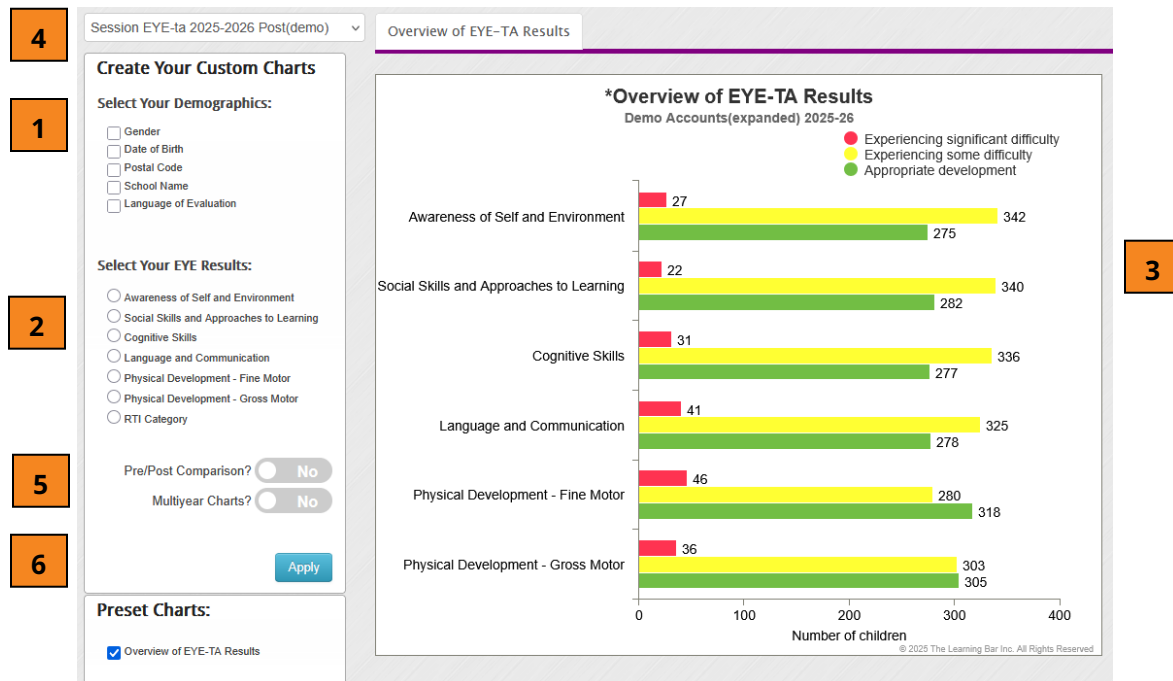 4
Session EYE-ta 2025-2026 Post(demo)
Overview of EYE-TA Results
Create Your Custom Charts
1
Select Your Demographics:
Gender
Date of Birth
Postal Code
School Name
Language of Evaluation
Select Your EYE Results:
2
Awareness of Self and Environment
Social Skills and Approaches to Learning
Cognitive Skills
Language and Communication
Physical Development - Fine Motor
Physical Development - Gross Motor
RTI Category
5
Pre/Post Comparison? No
Multiyear Charts? No
6
Apply
Preset Charts:
Overview of EYE-TA Results
*Overview of EYE-TA Results
Demo Accounts(expanded) 2025-26
Experiencing significant difficulty
Experiencing some difficulty
Appropriate development
27
Awareness of Self and Environment 342
275
3
22
Social Skills and Approaches to Learning 340
282
31
Cognitive Skills 336
277
41
Language and Communication 325
278
46
Physical Development - Fine Motor 280
318
36
Physical Development - Gross Motor 303
305
0 100 200 300 400
Number of children
© 2025 The Learning Bar Inc. All Rights Reserved